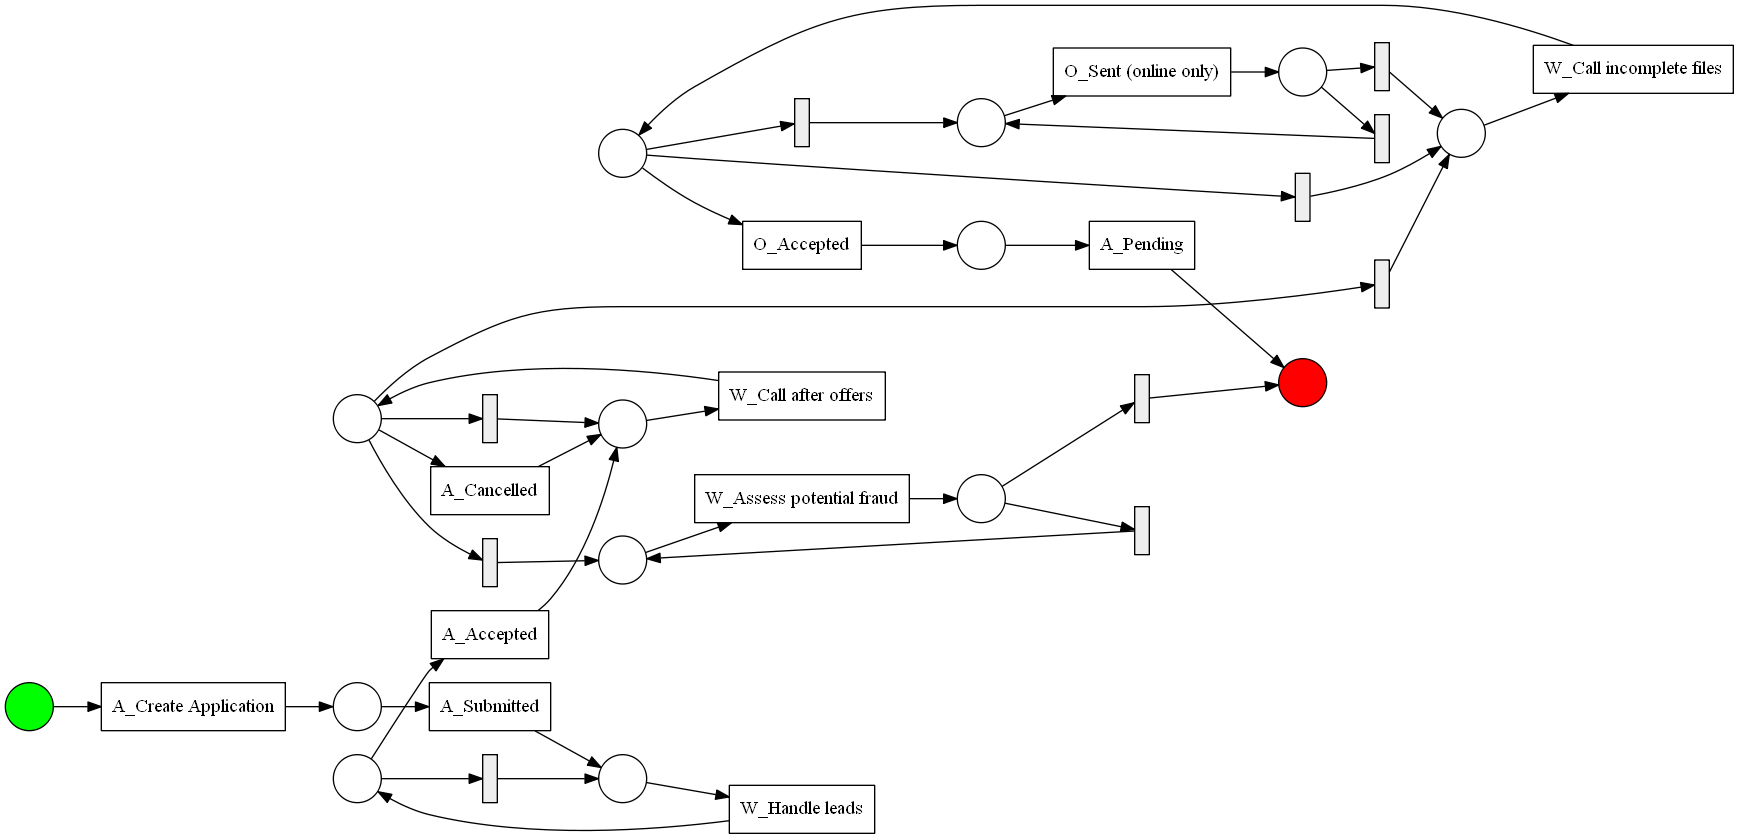 O_Sent (online only)
W_Call incomplete files
O_Accepted
A_Pending
W_Call after offers
A_Cancelled
W_Assess potential fraud
A_Accepted
A_Create Application
A_Submitted
W_Handle leads